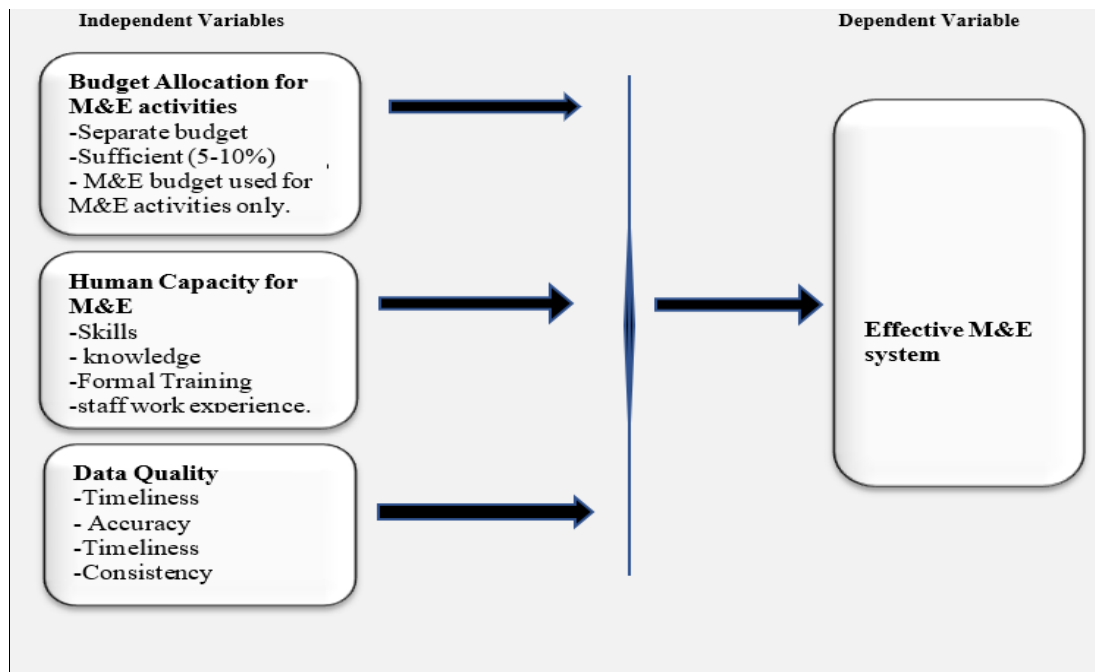 Independent Variables
Dependent Variable
Budget Allocation for
M&E activities
-Separate budget
-Sufficient (5-10%)
- M&E budget used for
M&E activities only.
Human Capacity for
M&E
-Skills
- knowledge
-Formal Training
-staff work experience.
Data Quality
-Timeliness
- Accuracy
-Timeliness
-Consistency
Effective M&E
system